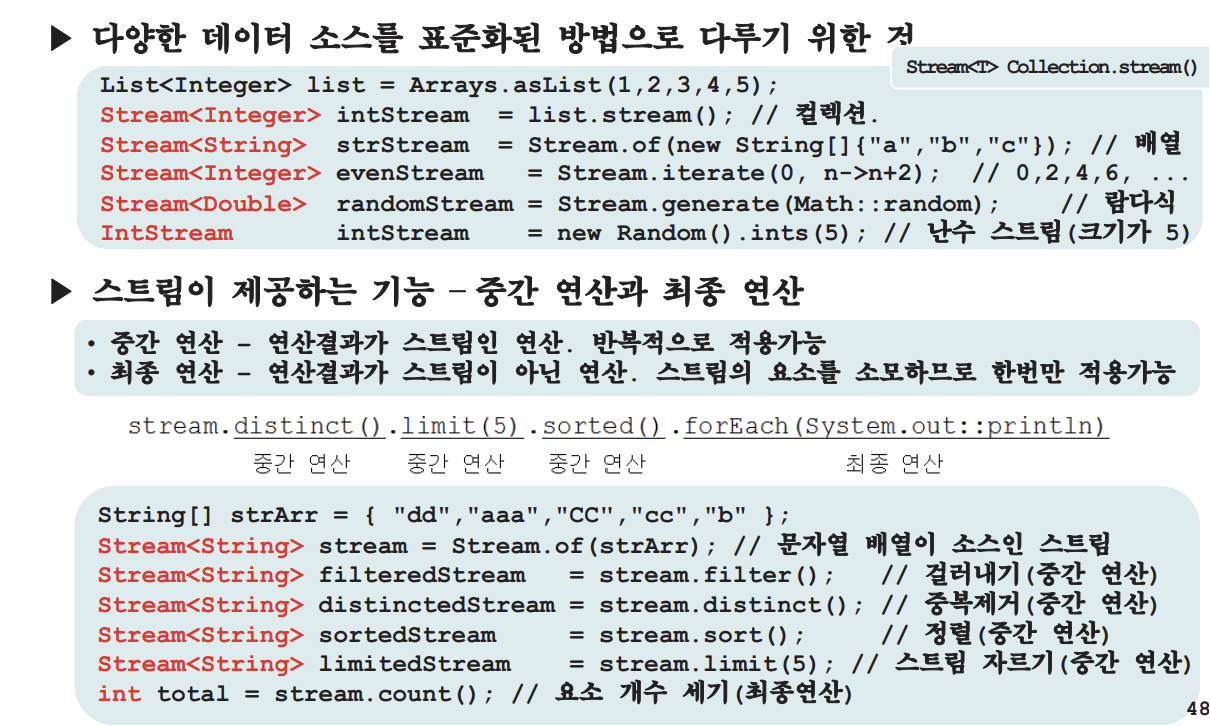 ▶ 다양한 데이터 소스를 표준화된 방법으로 다루기 위한 것
Stream<T> Collection.stream()
List<Integer> list = Arrays.asList(1,2,3,4,5);
Stream<Integer> intStream = list.stream(); // 컬렉션.
Stream<String> strStream = Stream.of(new String[]{"a","b","c"}); // 배열
Stream<Integer> evenStream = Stream.iterate(0, n->n+2); // 0,2,4,6, ...
Stream<Double> randomStream = Stream.generate(Math::random); // 람다식
IntStream intStream = new Random().ints(5); // 난수 스트림(크기가 5)
▶ 스트림이 제공하는 기능 – 중간 연산과 최종 연산
• 중간 연산 – 연산결과가 스트림인 연산. 반복적으로 적용가능
• 최종 연산 – 연산결과가 스트림이 아닌 연산. 스트림의 요소를 소모하므로 한번만 적용가능
stream.distinct().limit(5).sorted().forEach(System.out::println)
중간 연산 중간 연산 중간 연산 최종 연산
String[] strArr = { "dd","aaa","CC","cc","b" };
Stream<String> stream = Stream.of(strArr); // 문자열 배열이 소스인 스트림
Stream<String> filteredStream = stream.filter(); // 걸러내기(중간 연산)
Stream<String> distinctedStream = stream.distinct(); // 중복제거(중간 연산)
Stream<String> sortedStream = stream.sort(); // 정렬(중간 연산)
Stream<String> limitedStream = stream.limit(5); // 스트림 자르기(중간 연산)
int total = stream.count(); // 요소 개수 세기(최종연산)
48